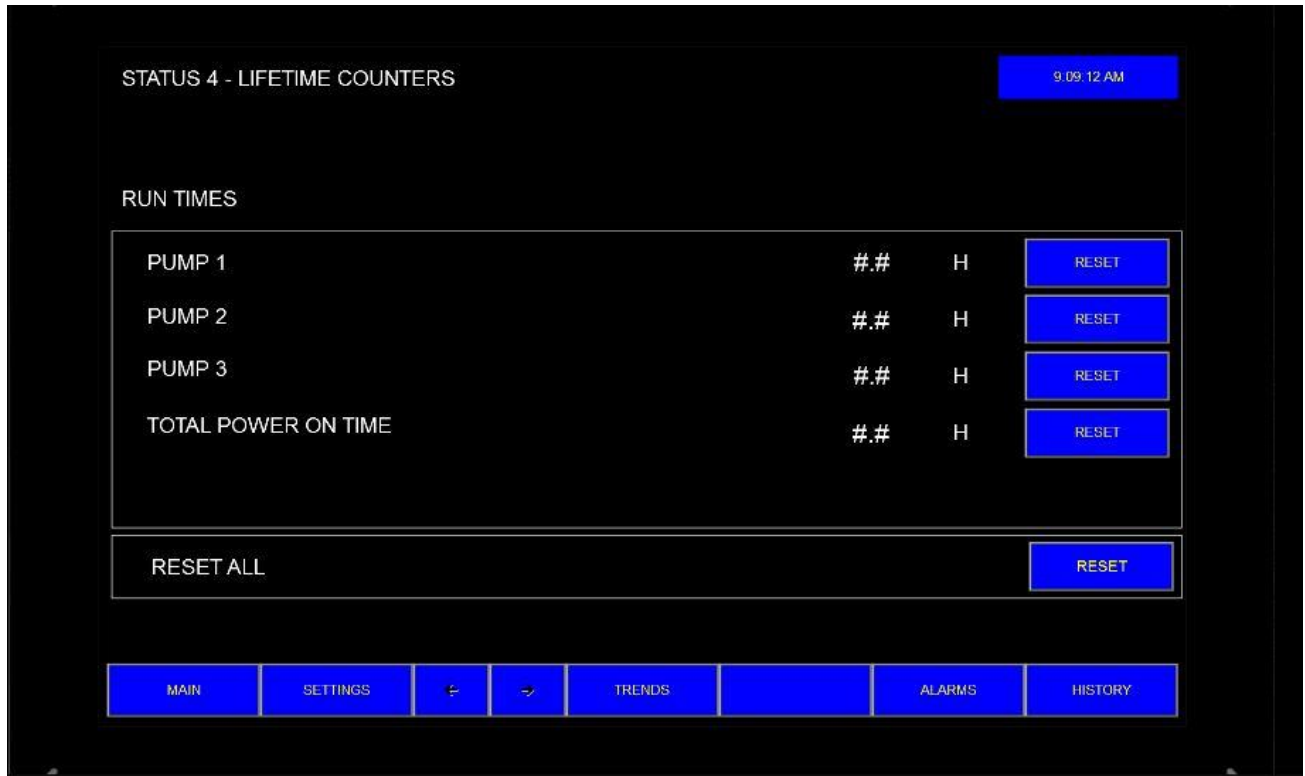 STATUS 4 - LIFETIME COUNTERS 9:09:12 AM
RUN TIMES
PUMP 1 #.# H RESET
PUMP 2 #.# H RESET
PUMP 3 #.# H RESET
TOTAL POWER ON TIME #.# H RESET
RESET ALL RESET
MAIN SETTINGS ← → TRENDS ALARMS HISTORY